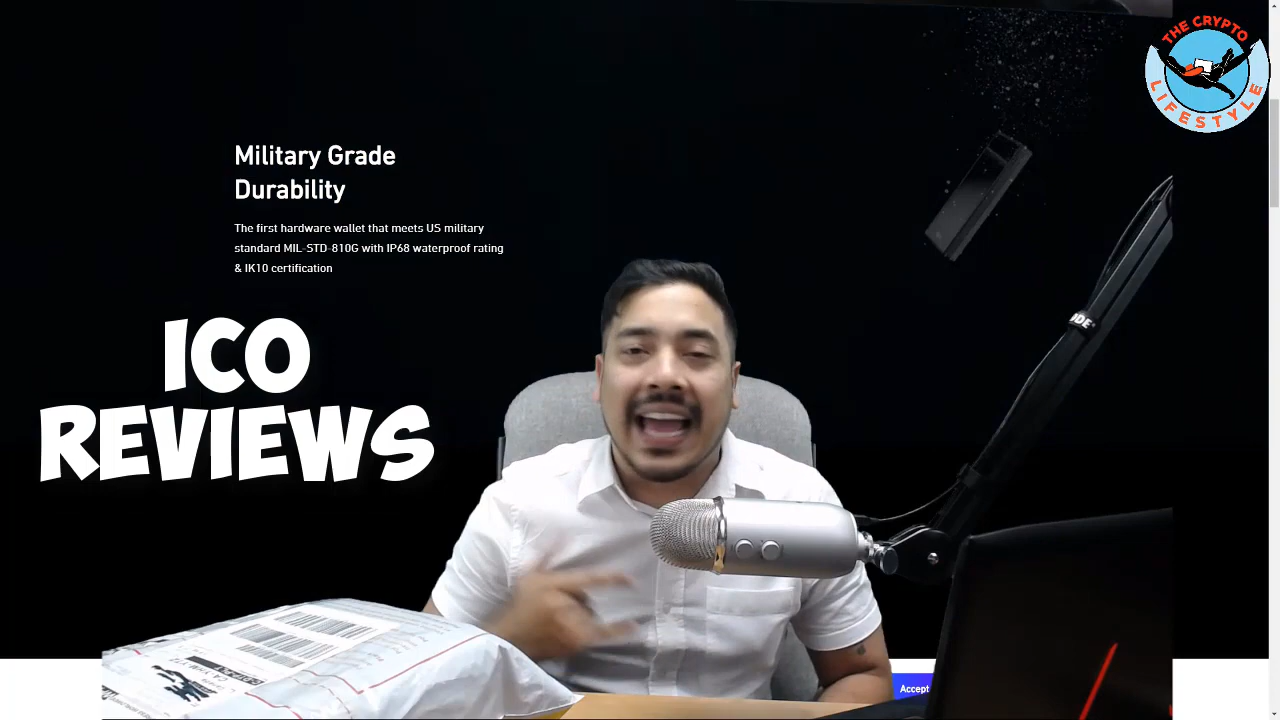 THE CRYPTO
LIFESTYLE
Military Grade
Durability
The first hardware wallet that meets US military
standard MIL-STD-810G with IP68 waterproof rating
& IK10 certification
ICO
REVIEWS
Accept